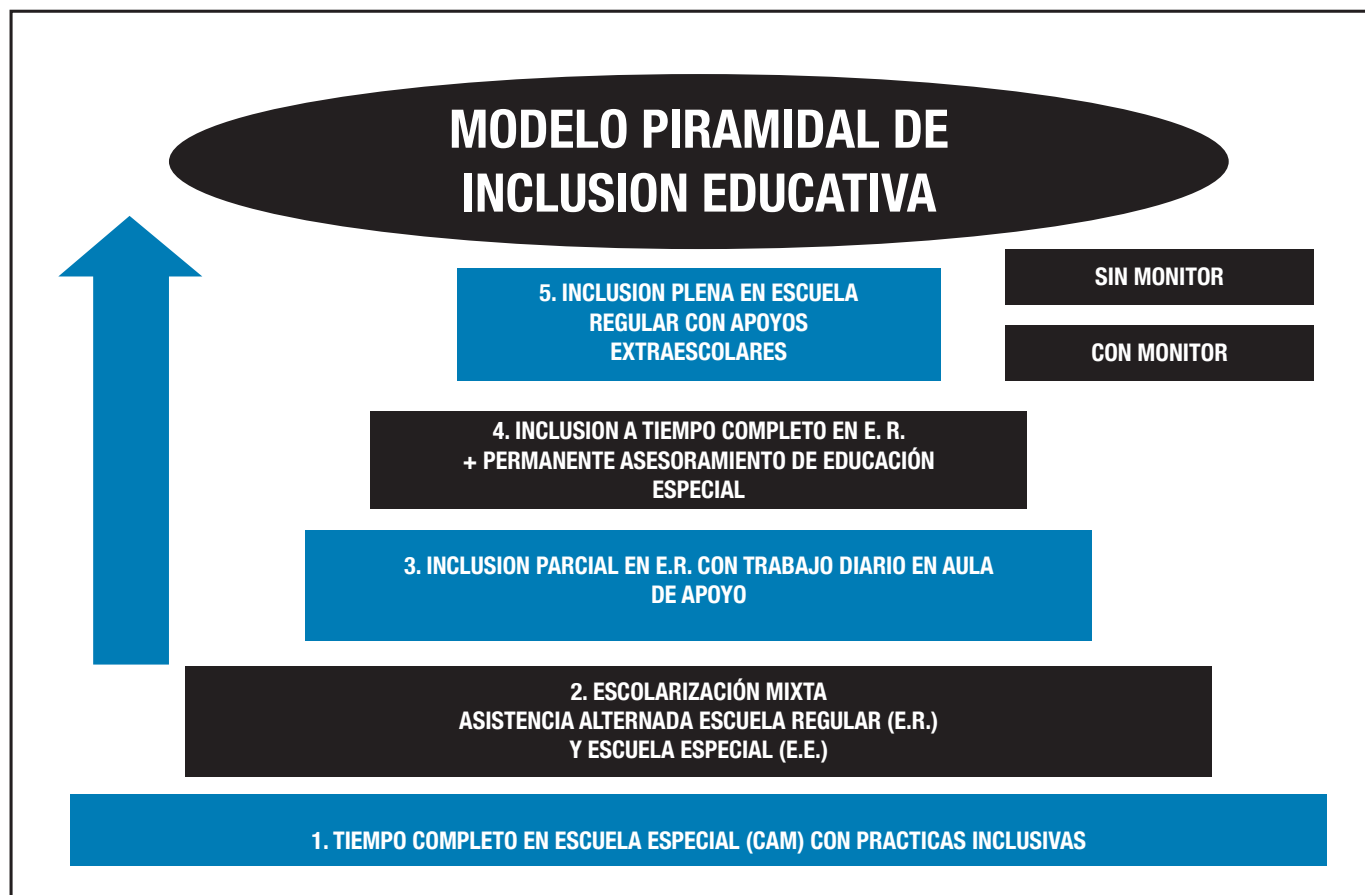 MODELO PIRAMIDAL DE
INCLUSION EDUCATIVA
5. INCLUSION PLENA EN ESCUELA
REGULAR CON APOYOS
EXTRAESCOLARES
SIN MONITOR
CON MONITOR
4. INCLUSION A TIEMPO COMPLETO EN E. R.
+ PERMANENTE ASESORAMIENTO DE EDUCACIÓN
ESPECIAL
3. INCLUSION PARCIAL EN E.R. CON TRABAJO DIARIO EN AULA
DE APOYO
2. ESCOLARIZACIÓN MIXTA
ASISTENCIA ALTERNADA ESCUELA REGULAR (E.R.)
Y ESCUELA ESPECIAL (E.E.)
1. TIEMPO COMPLETO EN ESCUELA ESPECIAL (CAM) CON PRACTICAS INCLUSIVAS